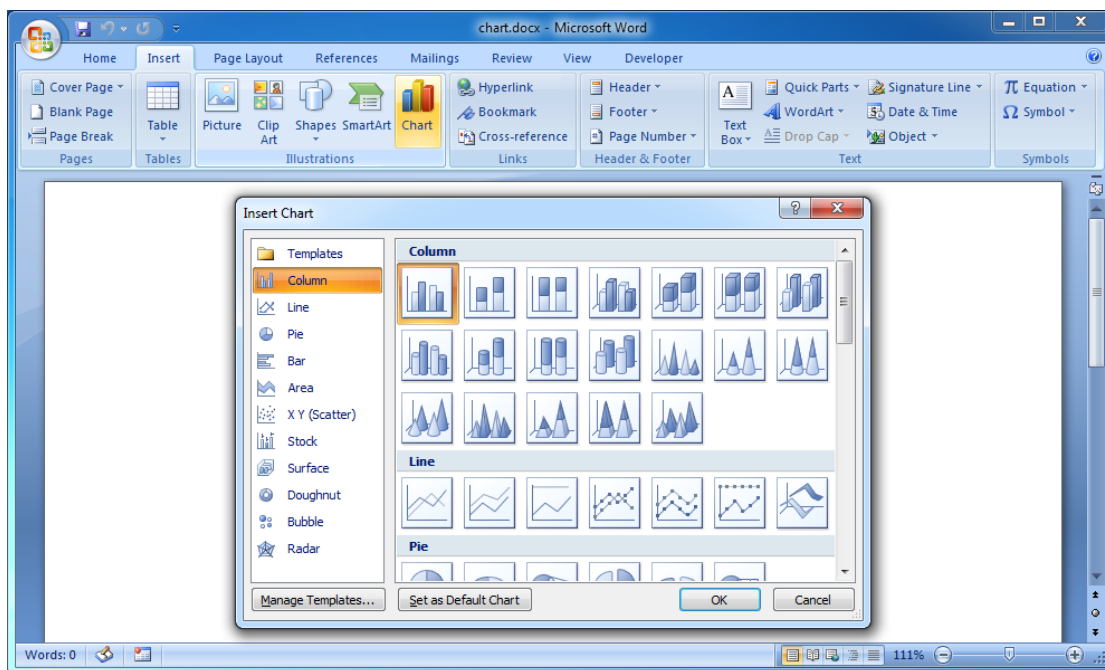 chart.docx - Microsoft Word
Home Insert Page Layout References Mailings Review View Developer
Cover Page
Blank Page
Page Break
Pages
Table
Tables
Picture
Clip Art
Shapes
SmartArt
Chart
Illustrations
Hyperlink
Bookmark
Cross-reference
Links
Header
Footer
Page Number
Header & Footer
Text Box
Quick Parts
WordArt
Drop Cap
Signature Line
Date & Time
Object
Text
π Equation
Ω Symbol
Symbols
Insert Chart
Templates
Column
Line
Pie
Bar
Area
X Y (Scatter)
Stock
Surface
Doughnut
Bubble
Radar
Column
Line
Pie
Manage Templates...
Set as Default Chart
OK
Cancel
Words: 0
111%